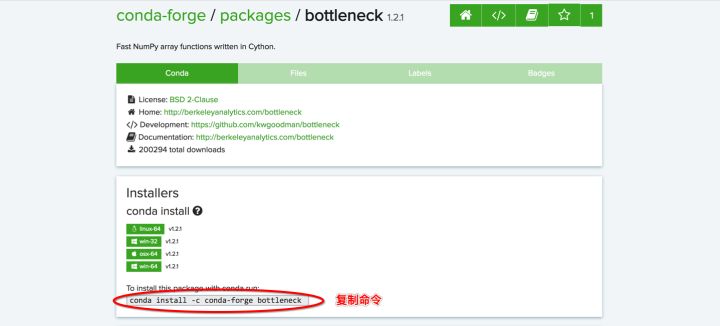 conda-forge / packages / bottleneck 1.2.1
1
Fast NumPy array functions written in Cython.
Conda Files Labels Badges
License: BSD 2-Clause
Home: http://berkeleyanalytics.com/bottleneck
</> Development: https://github.com/kwgoodman/bottleneck
Documentation: http://berkeleyanalytics.com/bottleneck
200294 total downloads
Installers
conda install ?
linux-64 v1.2.1
win-32 v1.2.1
osx-64 v1.2.1
win-64 v1.2.1
To install this package with conda run:
conda install -c conda-forge bottleneck 复制命令